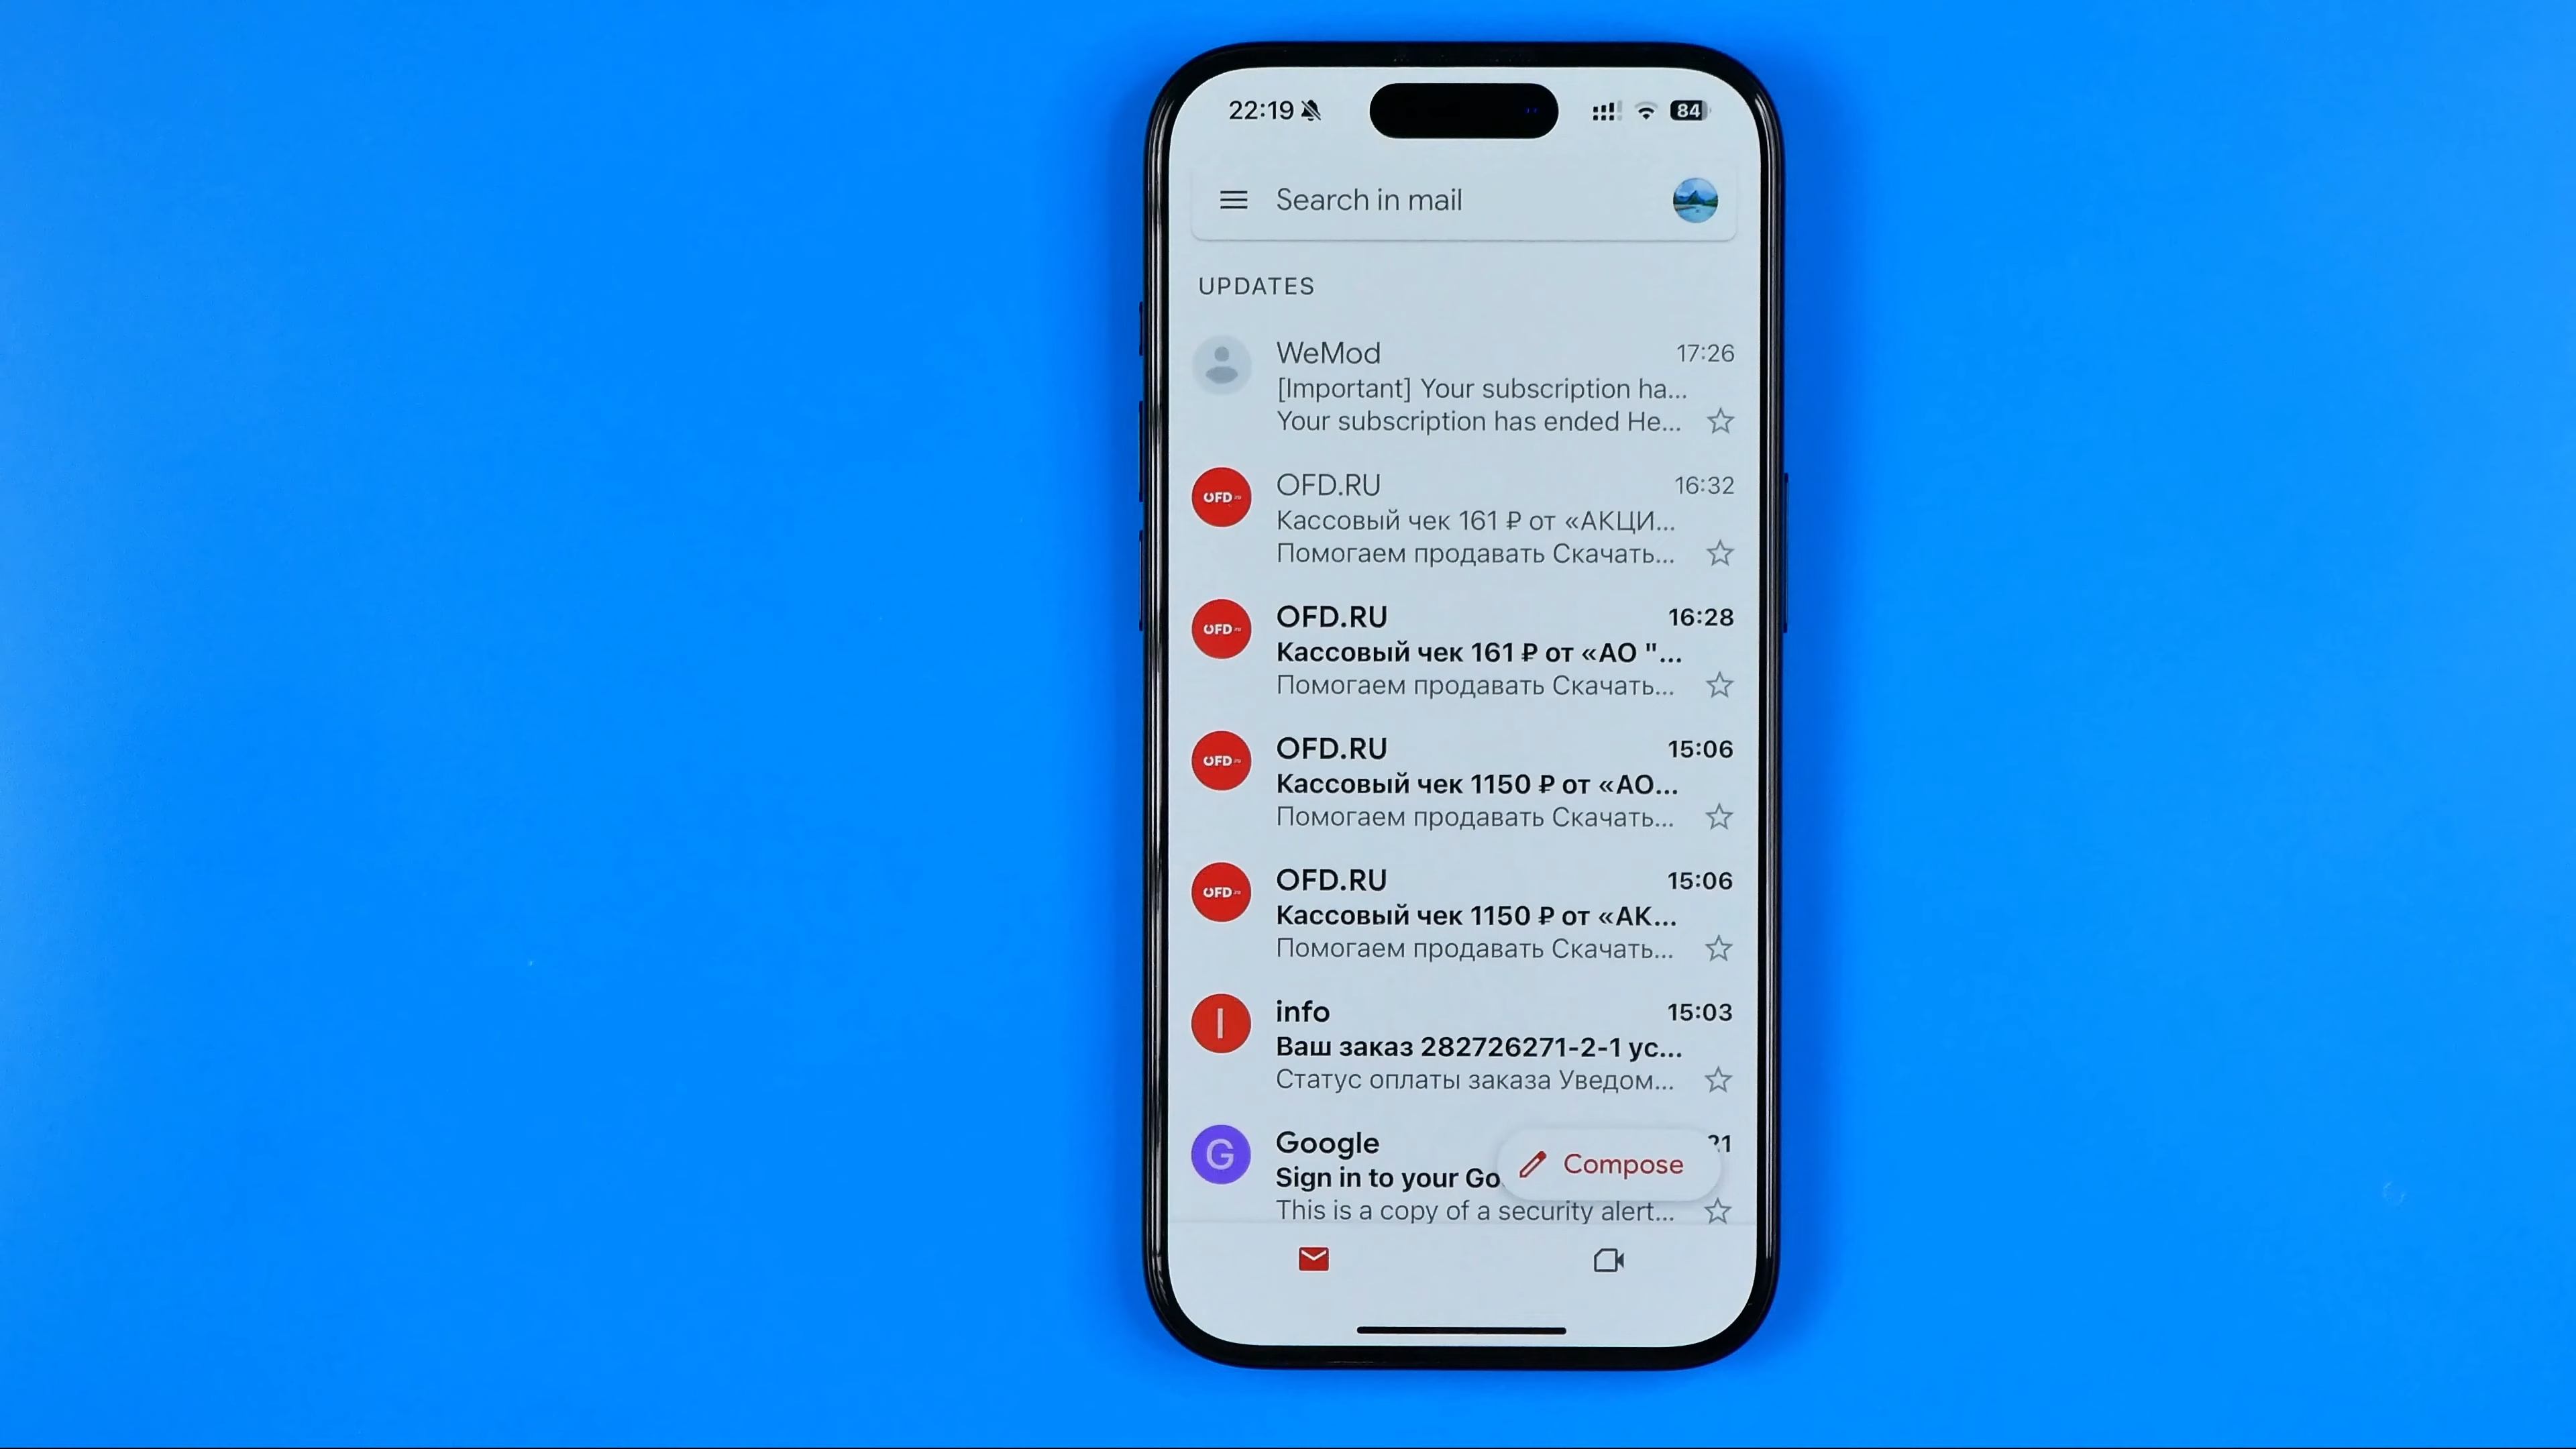 22:19
84
Search in mail
UPDATES
WeMod 17:26
[Important] Your subscription ha...
Your subscription has ended He...
OFD.RU 16:32
OFD
Кассовый чек 161 ₽ от «АКЦИ...
Помогаем продавать Скачать...
OFD.RU 16:28
OFD
Кассовый чек 161 ₽ от «АО "...
Помогаем продавать Скачать...
OFD.RU 15:06
OFD
Кассовый чек 1150 ₽ от «АО...
Помогаем продавать Скачать...
OFD.RU 15:06
OFD
Кассовый чек 1150 ₽ от «АК...
Помогаем продавать Скачать...
info 15:03
I
Ваш заказ 282726271-2-1 ус...
Статус оплаты заказа Уведом...
Google 21
G
Sign in to your Go
Compose
This is a copy of a security alert...